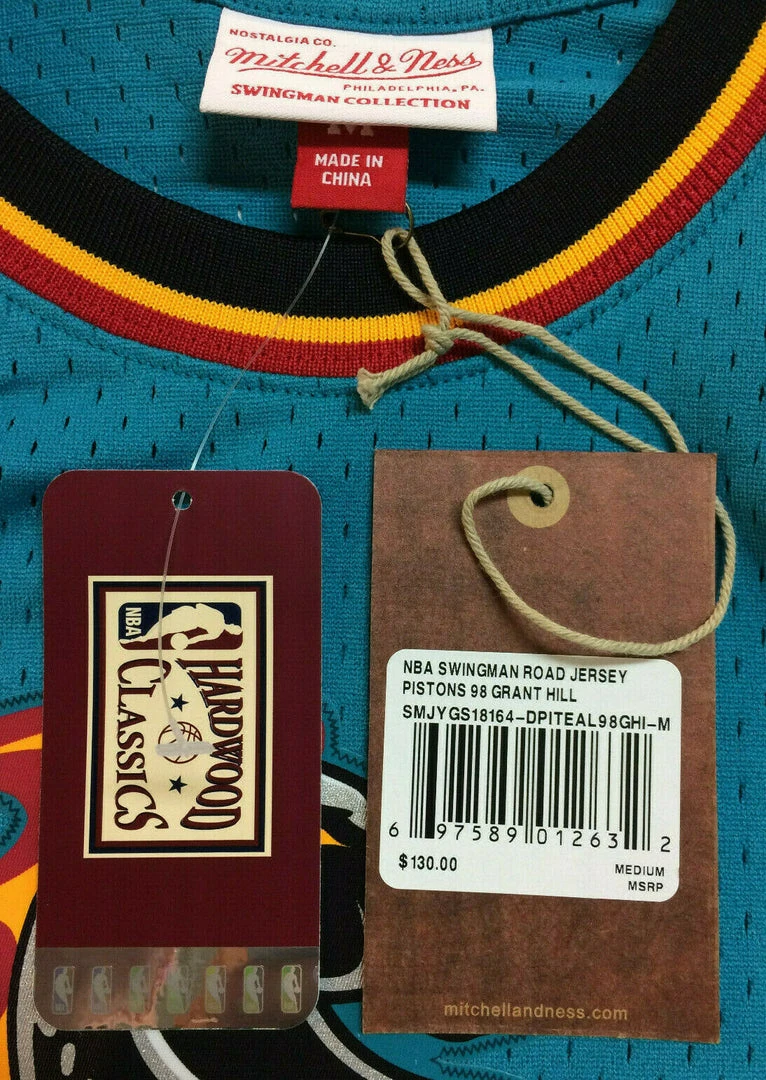 NOSTALGIA CO.
Mitchell & Ness
PHILADELPHIA, PA.
SWINGMAN COLLECTION
M
MADE IN
CHINA
NBA
HARDWOOD
CLASSICS
NBA SWINGMAN ROAD JERSEY
PISTONS 98 GRANT HILL
SMJYGS18164-DPITEAL98GHI-M
6 97589 01263 2
$130.00
MEDIUM
MSRP
mitchellandness.com